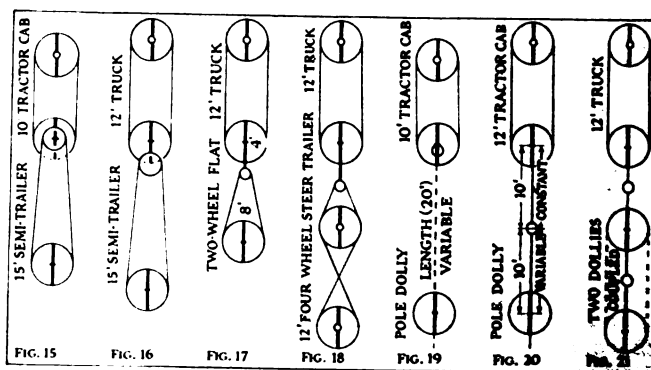 10 TRACTOR CAB
15' SEMI-TRAILER
FIG. 15
12' TRUCK
15' SEMI-TRAILER
FIG. 16
12' TRUCK
TWO-WHEEL FLAT
4'
8'
FIG. 17
12' TRUCK
12' FOUR WHEEL STEER TRAILER
FIG. 18
10' TRACTOR CAB
POLE DOLLY
LENGTH (20')
VARIABLE
FIG. 19
12' TRACTOR CAB
POLE DOLLY
10'
10'
VARIABLE
CONSTANT
FIG. 20
12' TRUCK
TWO DOLLIES
COUPLED
FIG.